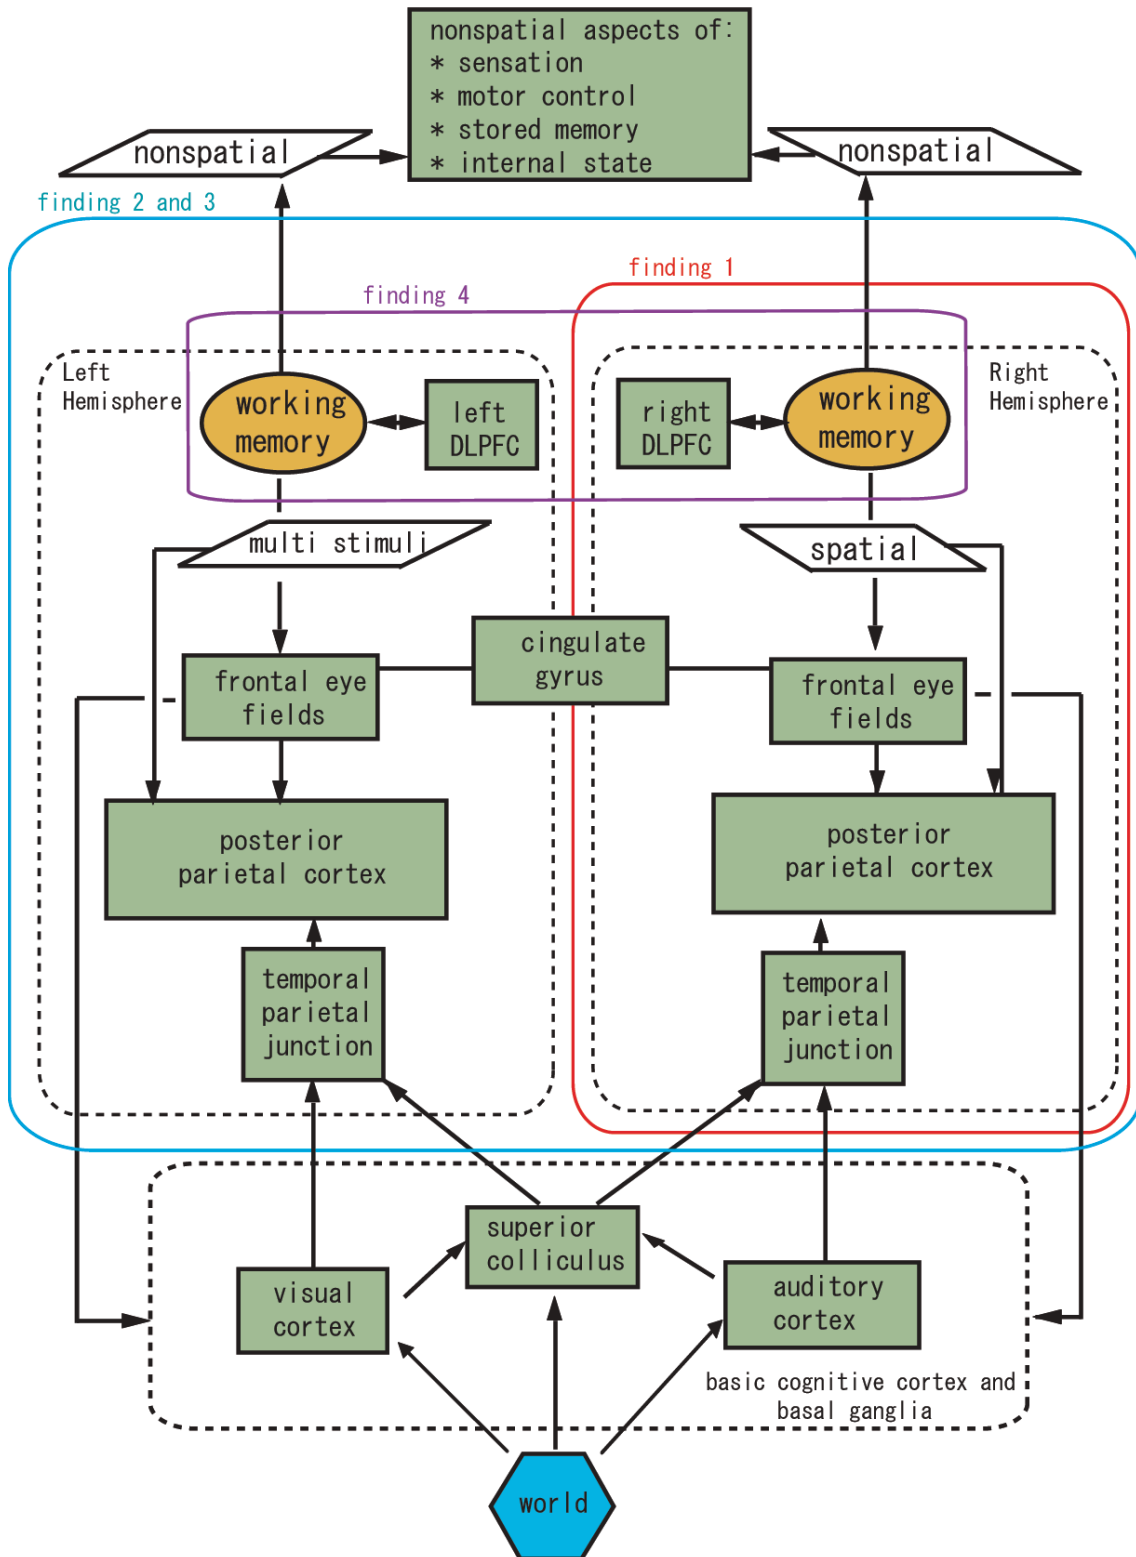 nonspatial aspects of:
* sensation
* motor control
* stored memory
* internal state
nonspatial
nonspatial
finding 2 and 3
finding 1
finding 4
Left
Hemisphere
working
memory
left
DLPFC
right
DLPFC
working
memory
Right
Hemisphere
multi stimuli
spatial
cingulate
gyrus
frontal eye
fields
frontal eye
fields
posterior
parietal cortex
posterior
parietal cortex
temporal
parietal
junction
temporal
parietal
junction
superior
colliculus
visual
cortex
auditory
cortex
basic cognitive cortex and
basal ganglia
world